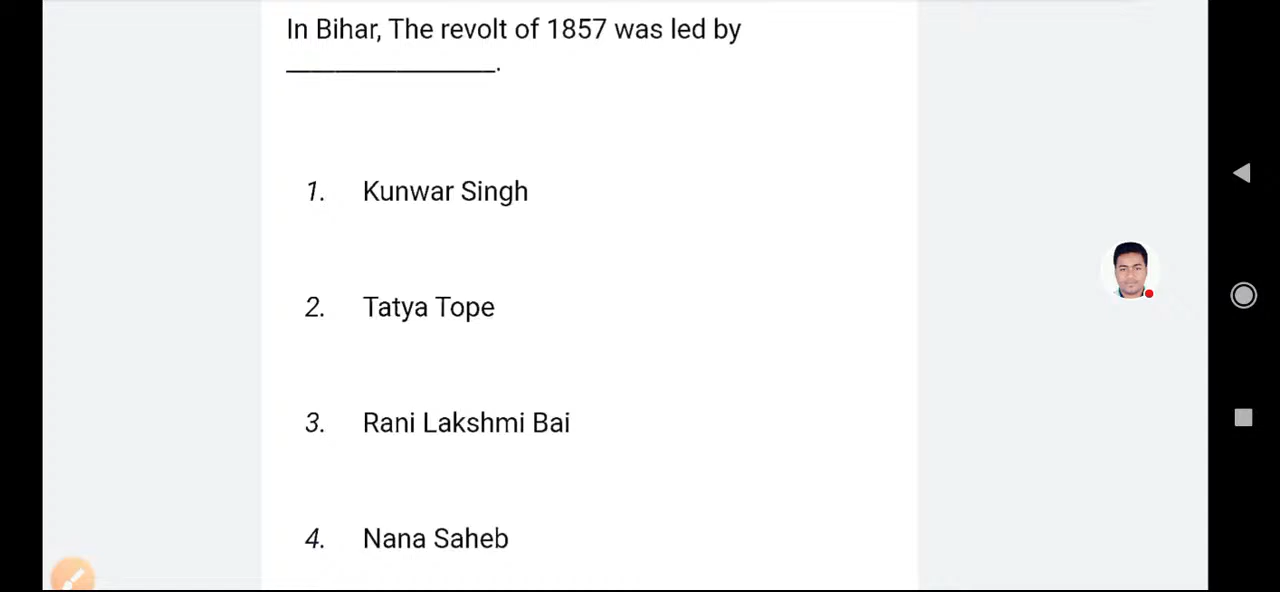 In Bihar, The revolt of 1857 was led by
_________________.
1. Kunwar Singh
2. Tatya Tope
3. Rani Lakshmi Bai
4. Nana Saheb